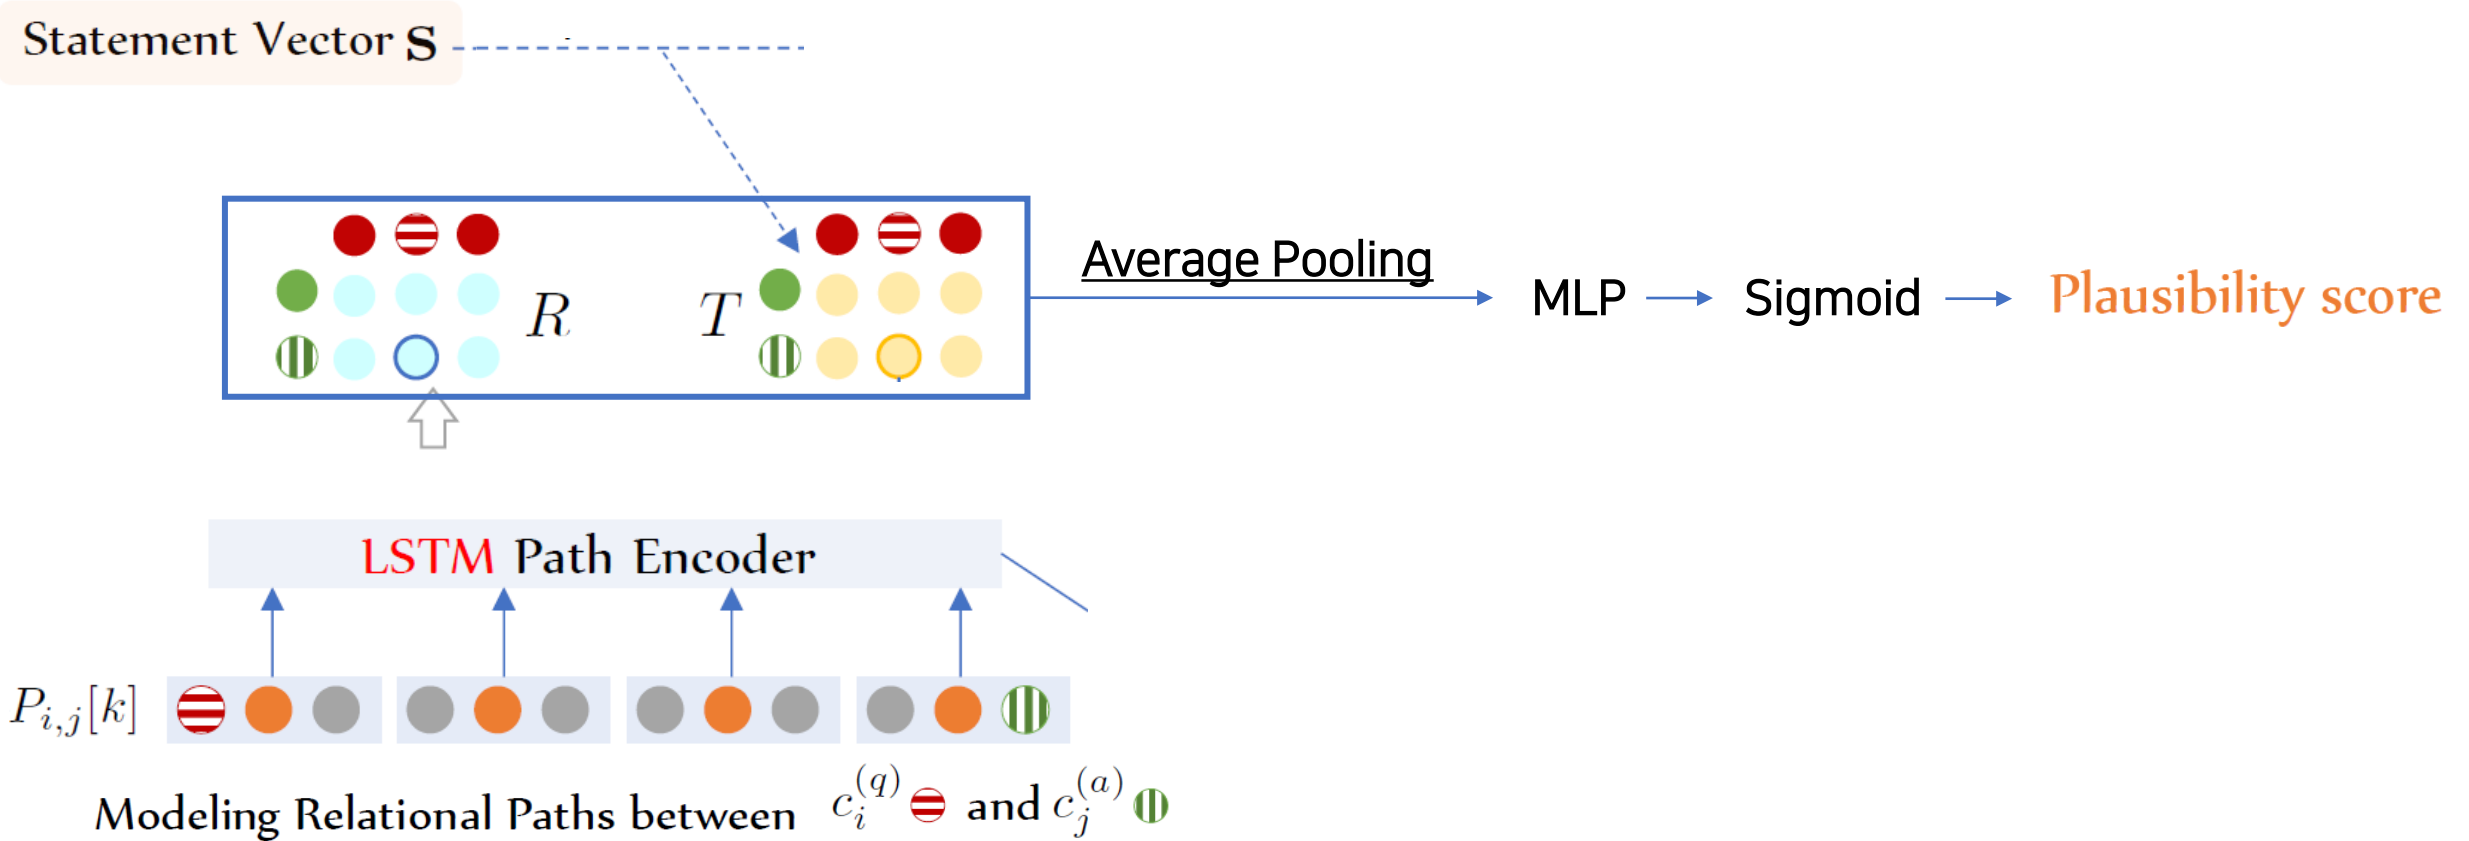 Statement Vector s
R
T
Average Pooling
MLP
Sigmoid
Plausibility score
LSTM Path Encoder
P_{i,j}[k]
Modeling Relational Paths between c_i^{(q)} and c_j^{(a)}